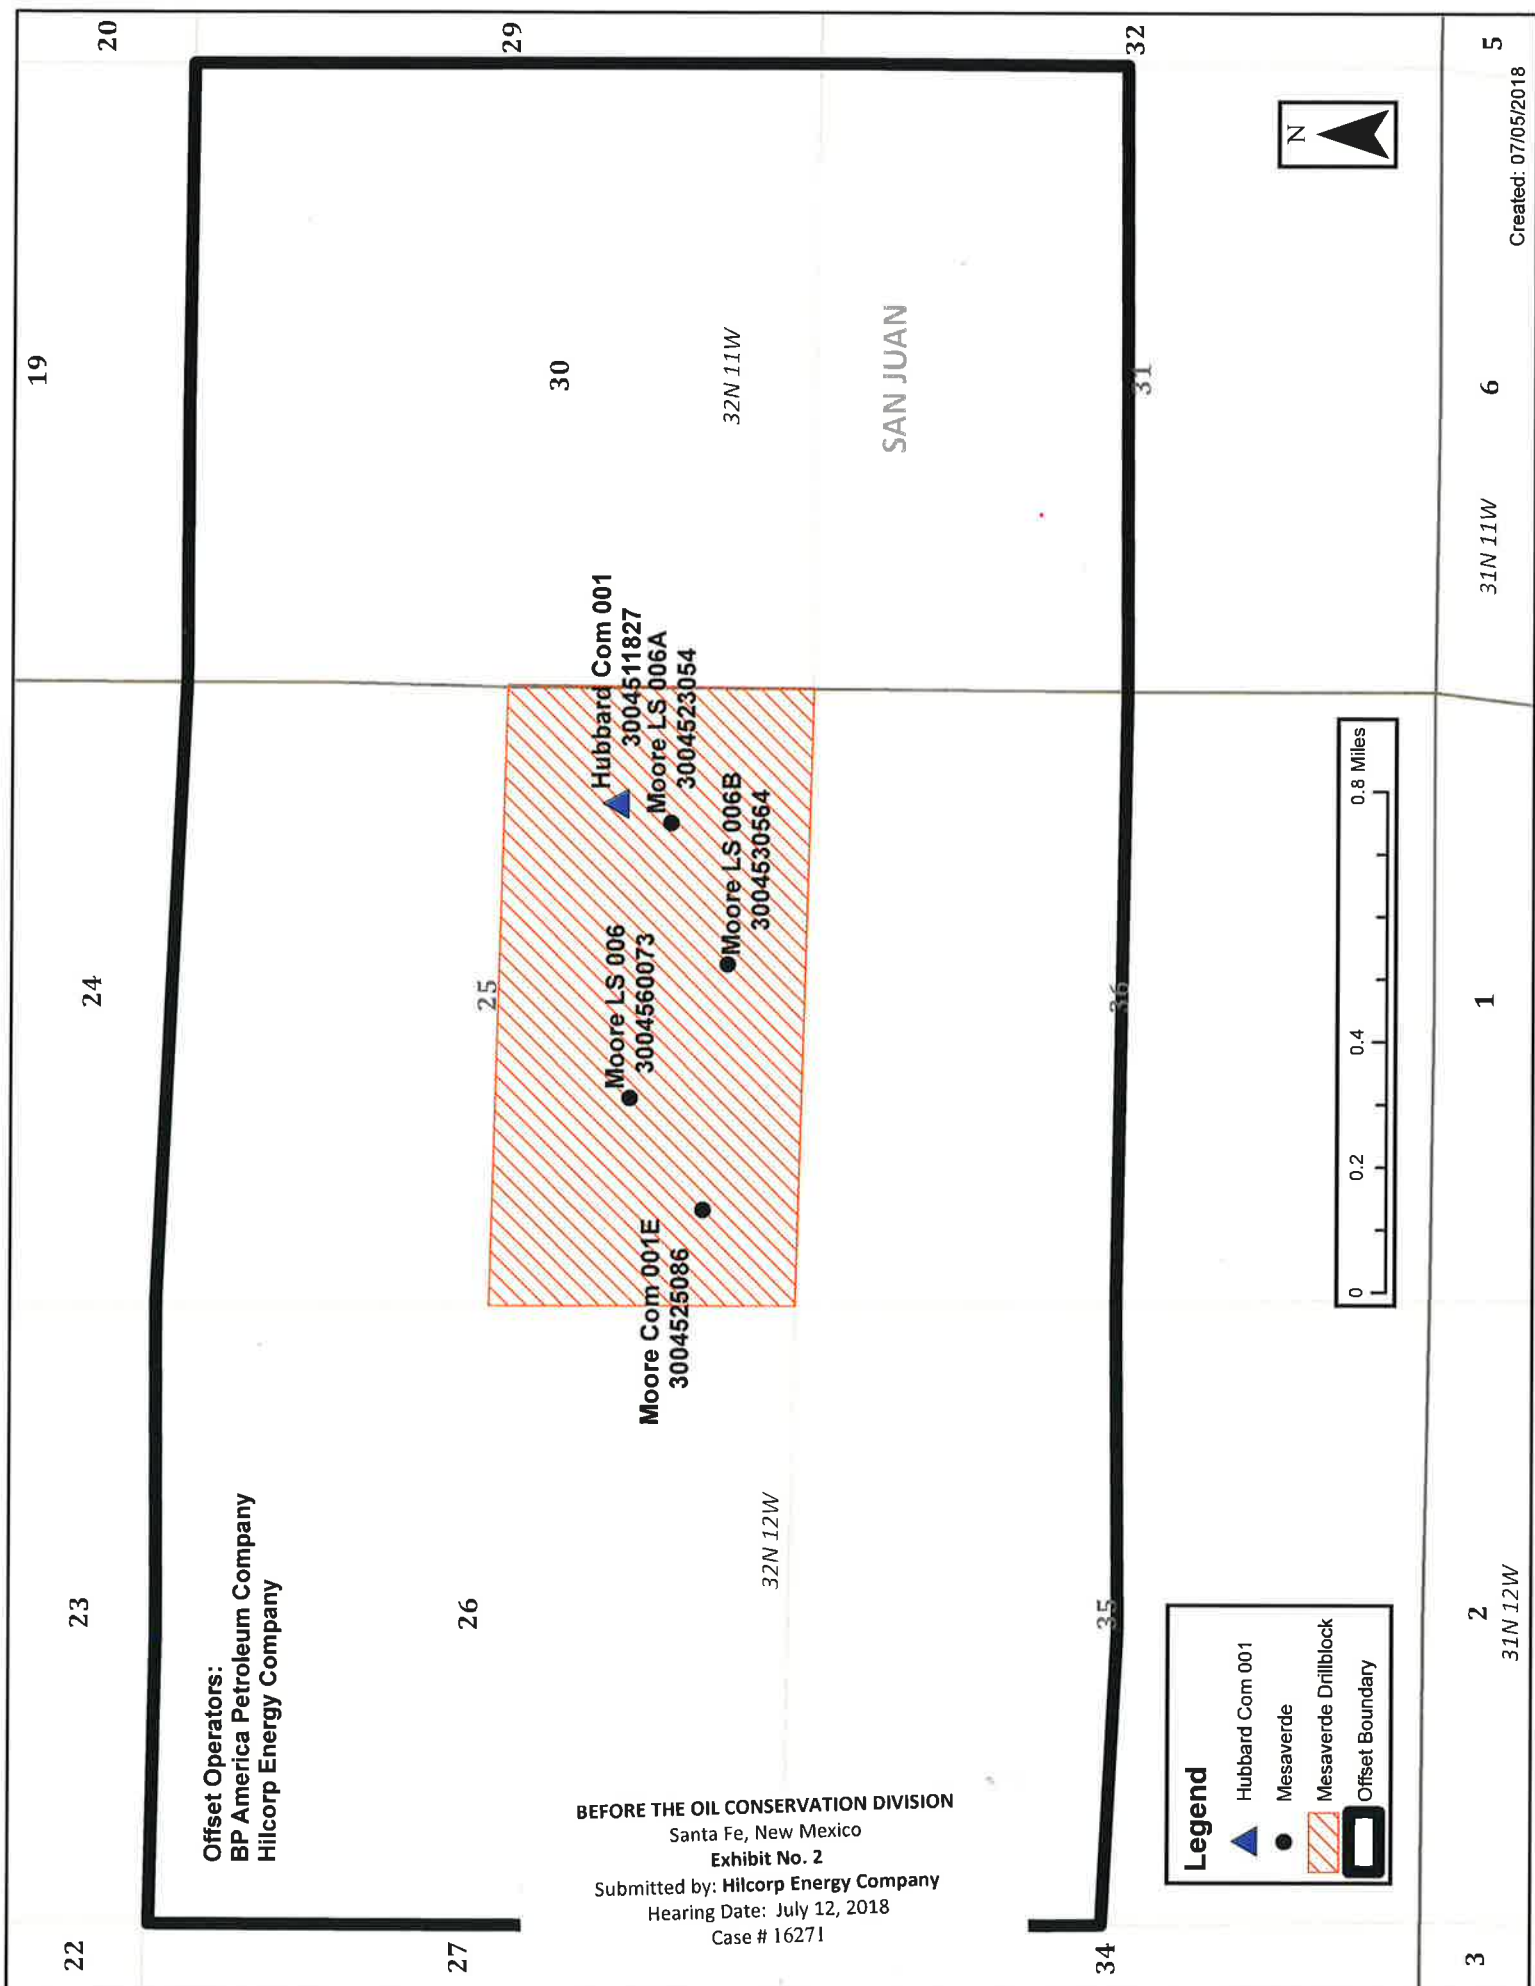 22
23
24
19
20
Offset Operators:
BP America Petroleum Company
Hilcorp Energy Company
27
26
25
30
29
Moore Com 001E
3004525086
Moore LS 006
3004560073
Hubbard Com 001
3004511827
Moore LS 006A
3004523054
Moore LS 006B
3004530564
32N 12W
32N 11W
SAN JUAN
BEFORE THE OIL CONSERVATION DIVISION
Santa Fe, New Mexico
Exhibit No. 2
Submitted by: Hilcorp Energy Company
Hearing Date: July 12, 2018
Case # 16271
34
35
36
31
32
Legend
Hubbard Com 001
Mesaverde
Mesaverde Drillblock
Offset Boundary
0 0.2 0.4 0.8 Miles
N
3
2
1
6
5
31N 12W
31N 11W
Created: 07/05/2018